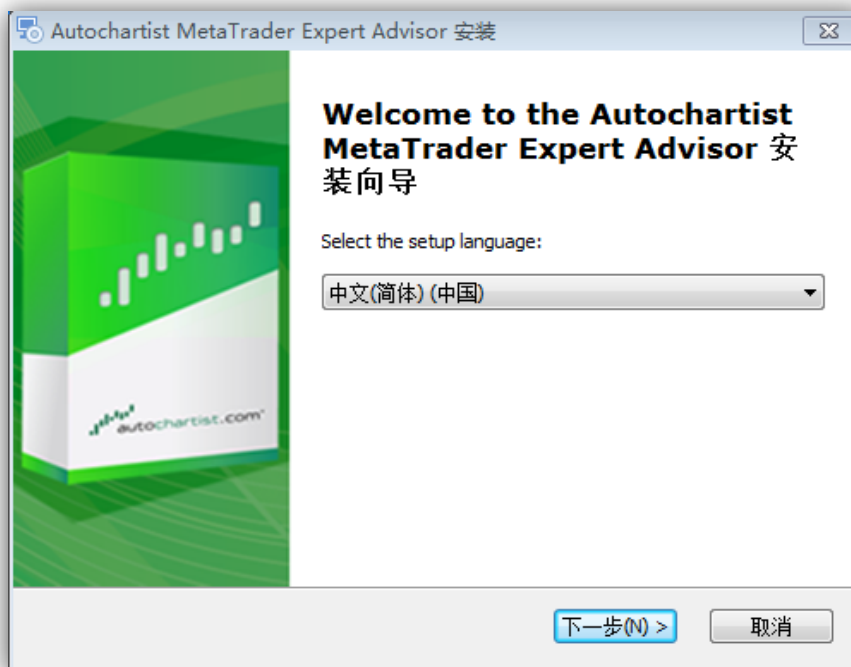 Autochartist MetaTrader Expert Advisor 安装
Welcome to the Autochartist
MetaTrader Expert Advisor 安
装向导
Select the setup language:
中文(简体) (中国)
autochartist.com
下一步(N) >
取消